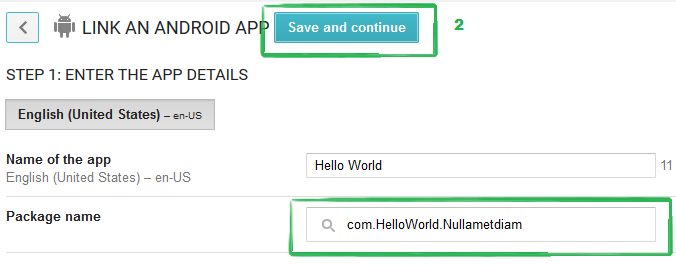 LINK AN ANDROID APP Save and continue 2
STEP 1: ENTER THE APP DETAILS
English (United States) – en-US
Name of the app Hello World 11
English (United States) – en-US
Package name com.HelloWorld.Nullametdiam